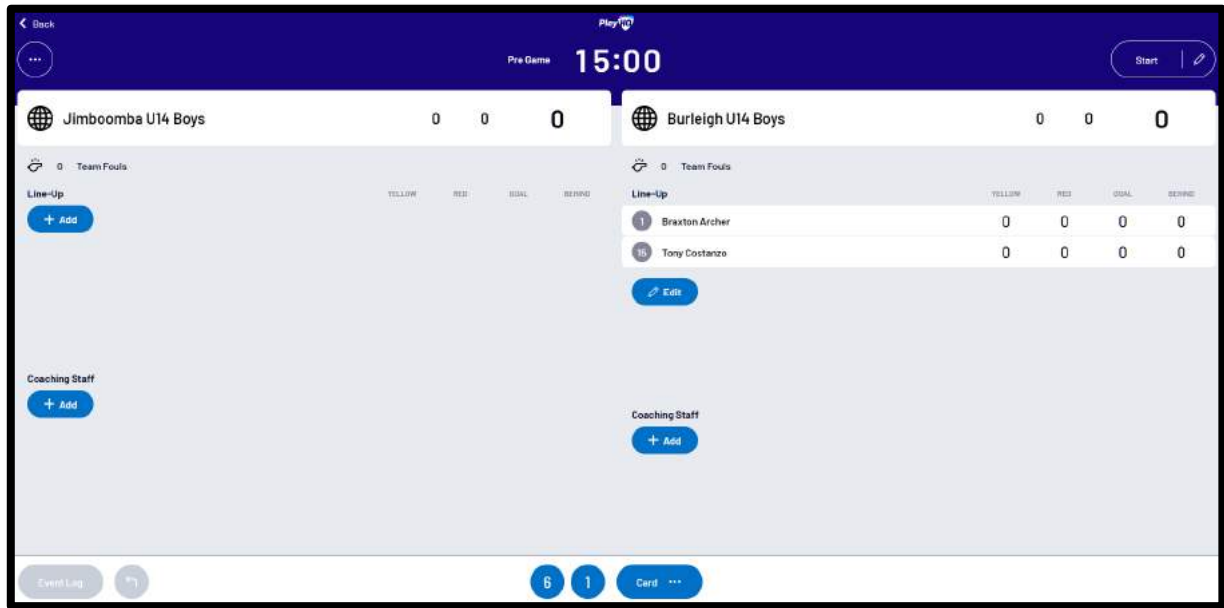 Back
PlayHQ
Pre Game 15:00
Start
Jimboomba U14 Boys 0 0 0
Burleigh U14 Boys 0 0 0
0 Team Fouls
0 Team Fouls
Line-Up YELLOW RED GOAL BEHIND
+ Add
Line-Up YELLOW RED GOAL BEHIND
1 Braxton Archer 0 0 0 0
15 Tony Costanzo 0 0 0 0
Edit
Coaching Staff
+ Add
Coaching Staff
+ Add
Event Log
6 1 Card ...